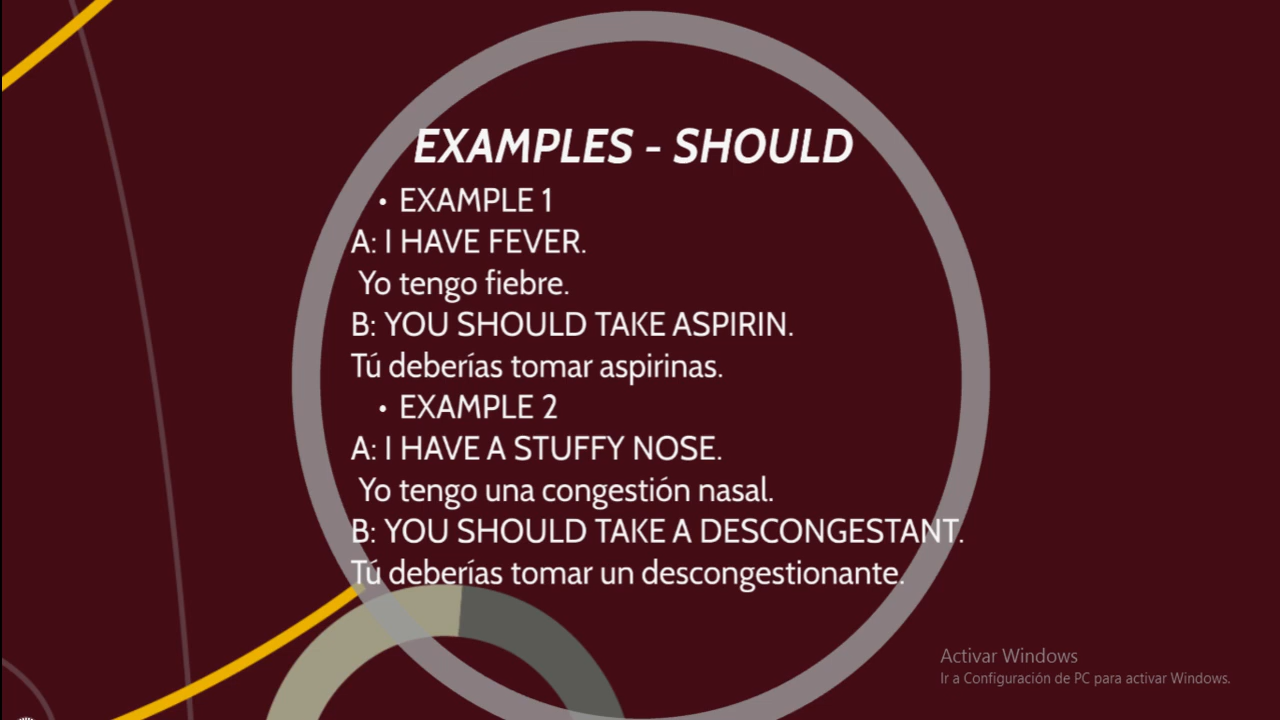 EXAMPLES - SHOULD
• EXAMPLE 1
A: I HAVE FEVER.
Yo tengo fiebre.
B: YOU SHOULD TAKE ASPIRIN.
Tú deberías tomar aspirinas.
• EXAMPLE 2
A: I HAVE A STUFFY NOSE.
Yo tengo una congestión nasal.
B: YOU SHOULD TAKE A DESCONGESTANT.
Tú deberías tomar un descongestionante.
Activar Windows
Ir a Configuración de PC para activar Windows.